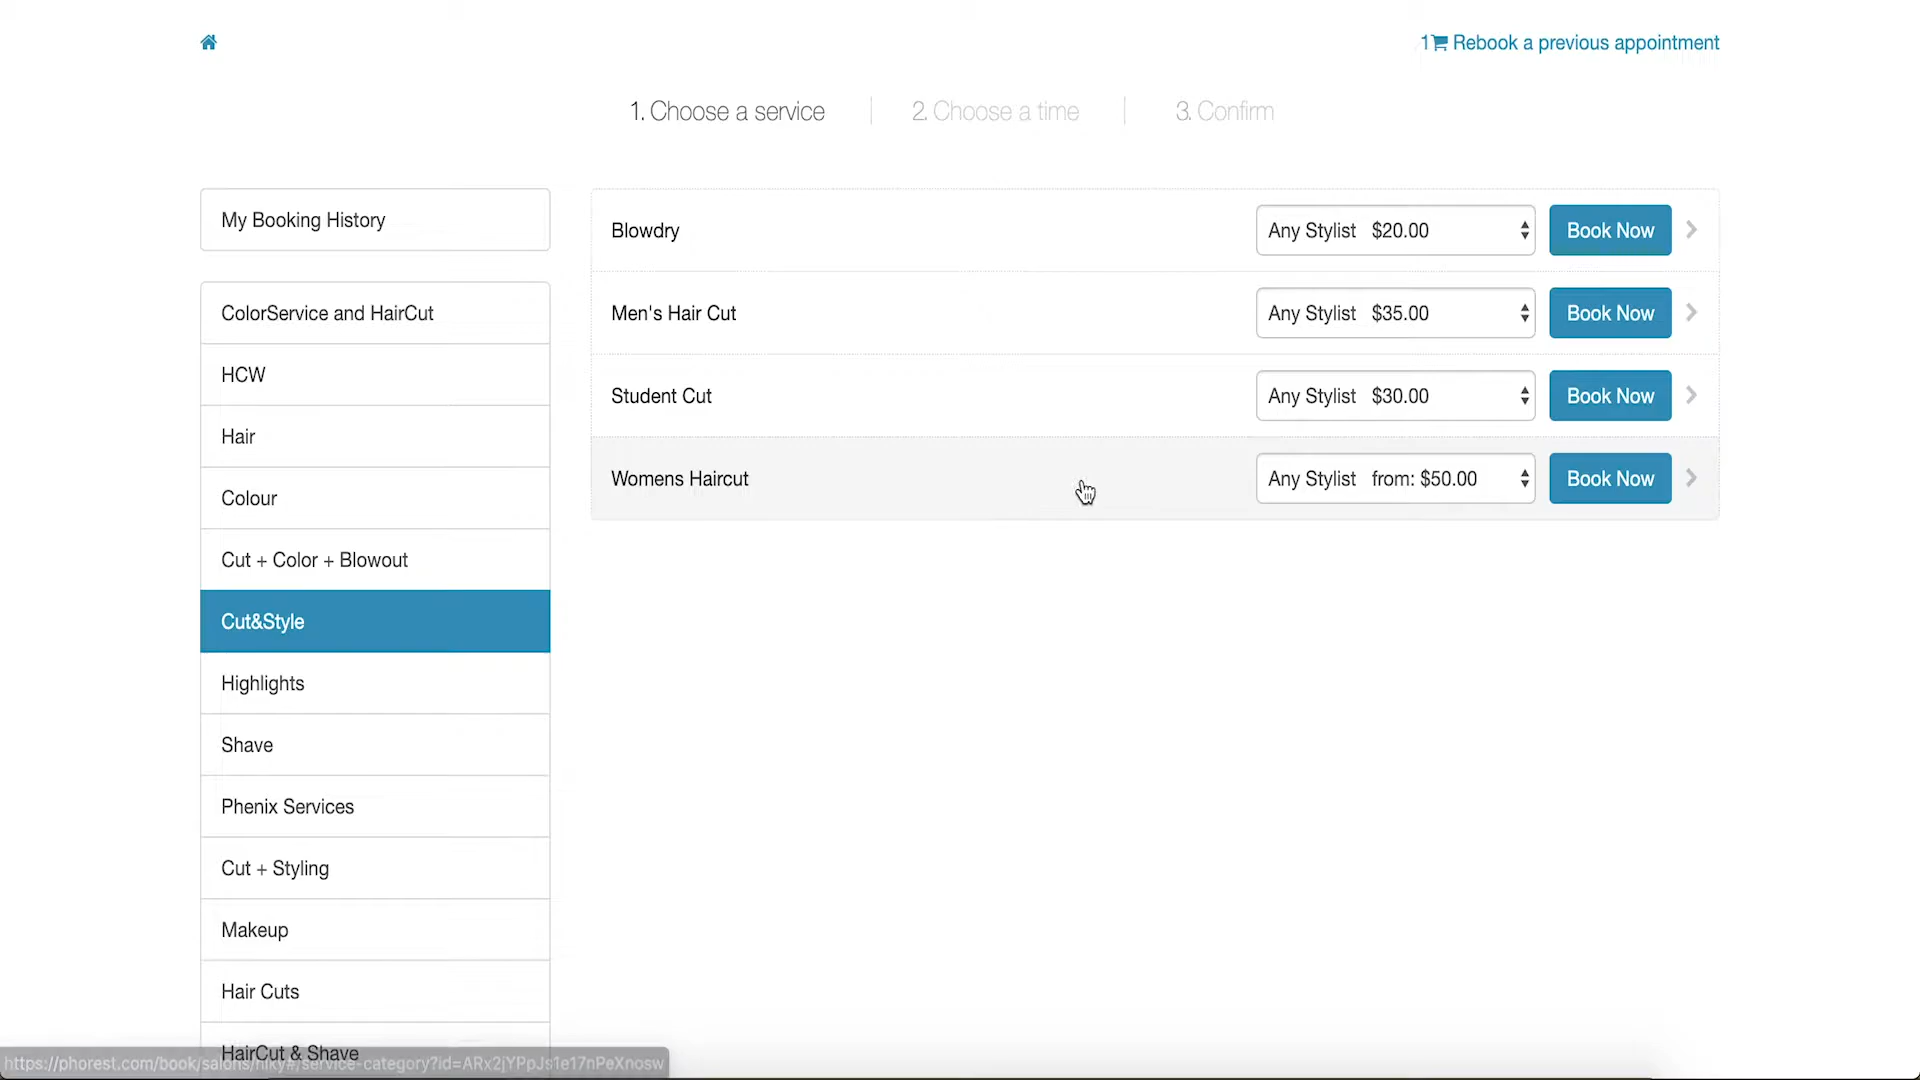 1 Rebook a previous appointment
1. Choose a service
2. Choose a time
3. Confirm
My Booking History
ColorService and HairCut
HCW
Hair
Colour
Cut + Color + Blowout
Cut&Style
Highlights
Shave
Phenix Services
Cut + Styling
Makeup
Hair Cuts
HairCut & Shave
Blowdry
Any Stylist $20.00
Book Now
Men's Hair Cut
Any Stylist $35.00
Book Now
Student Cut
Any Stylist $30.00
Book Now
Womens Haircut
Any Stylist from: $50.00
Book Now